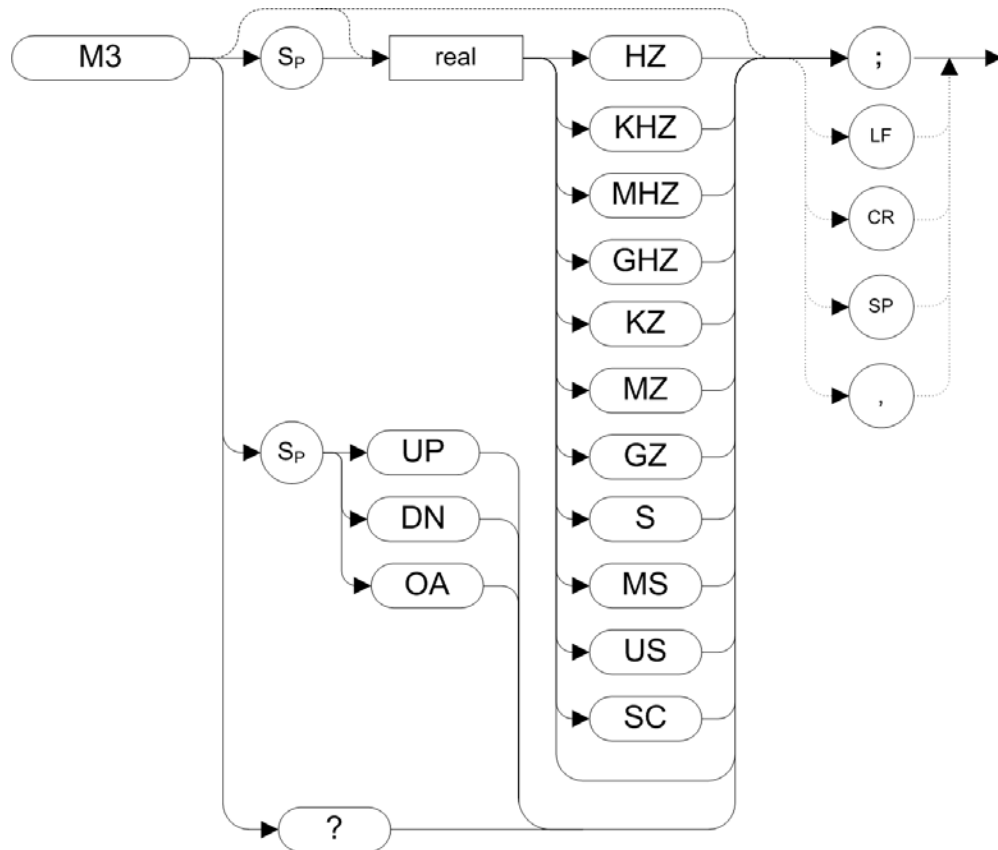 M3
SP
real
HZ
;
KHZ
LF
MHZ
CR
GHZ
SP
KZ
MZ
,
SP
UP
GZ
DN
S
OA
MS
US
SC
?